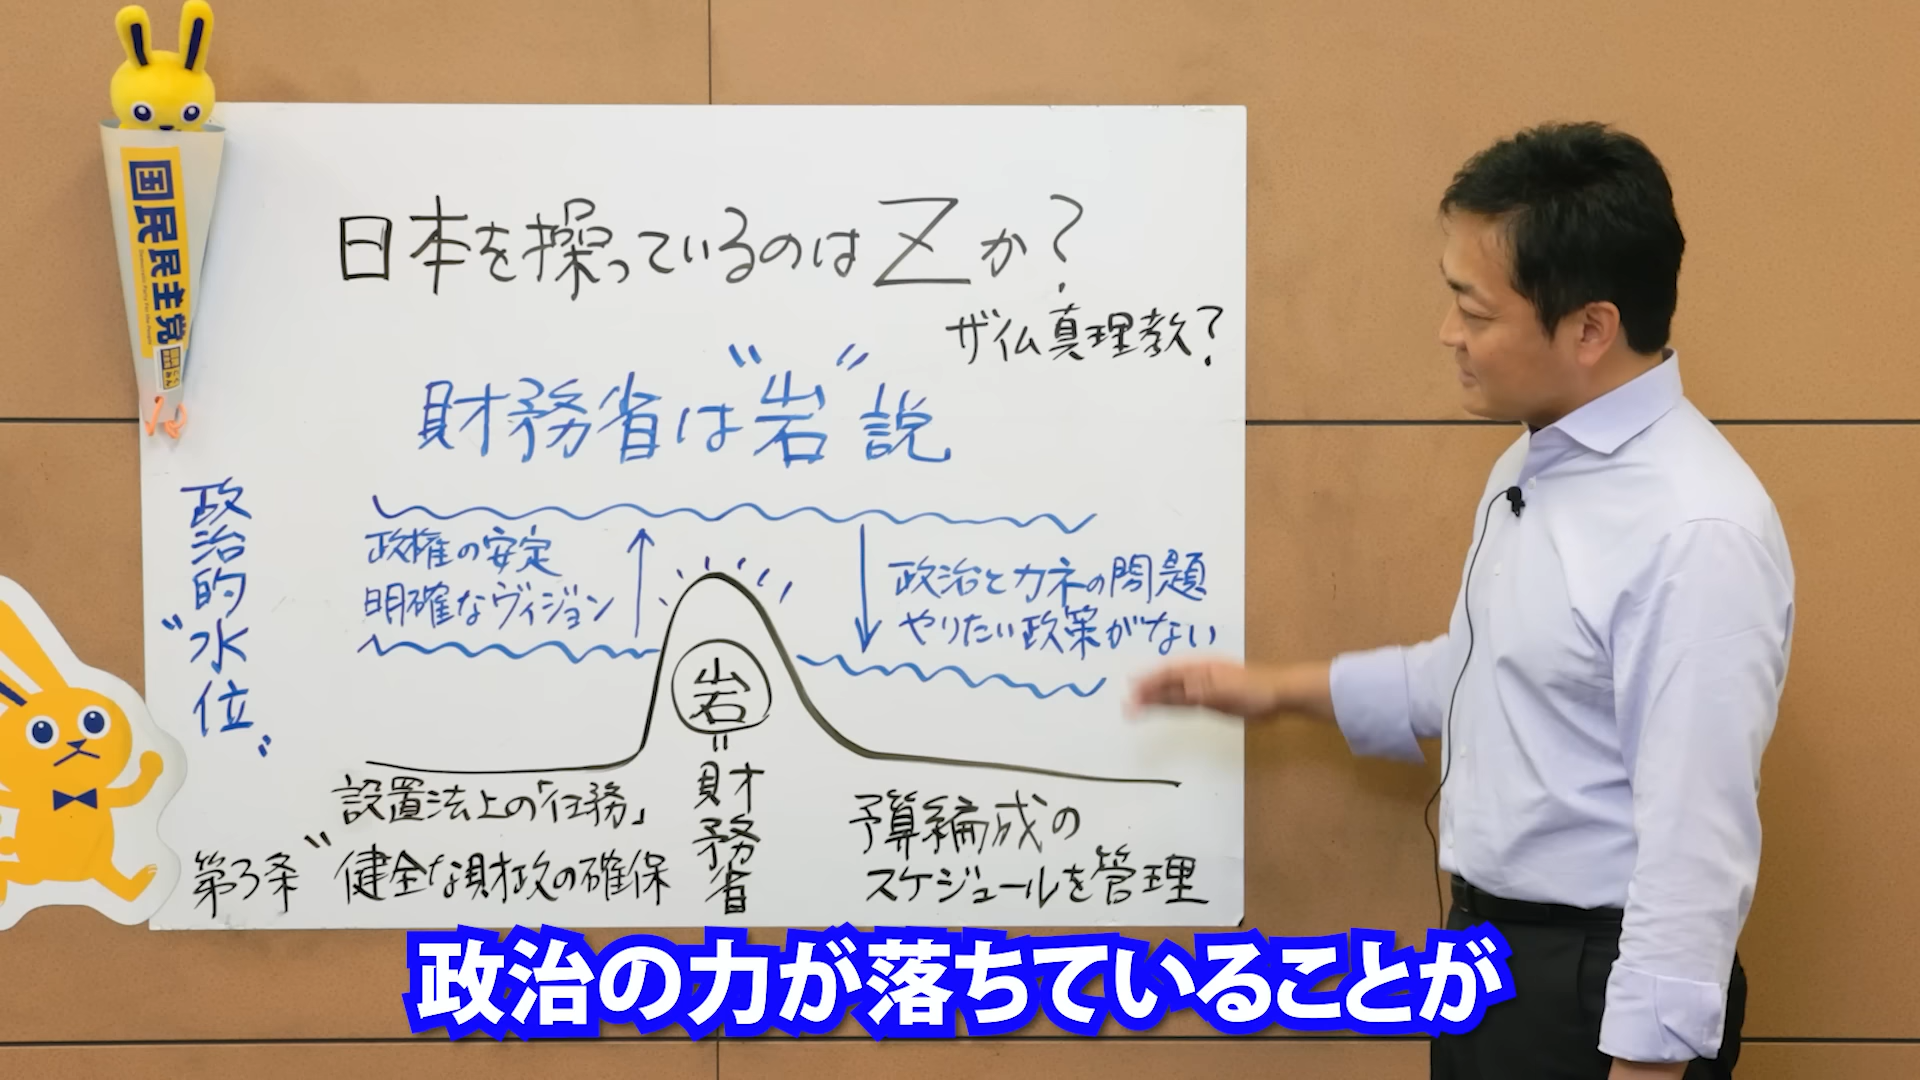 国民民主党
日本を操っているのはZか?
ザイム真理教?
財務省は"岩"説
政治的"水位"
政権の安定
明確なヴィジョン
政治とカネの問題
やりたい政策がない
岩
=
財務省
設置法上の「任務」
第3条 "健全な財政の確保
予算編成の
スケジュールを管理
政治の力が落ちていることが